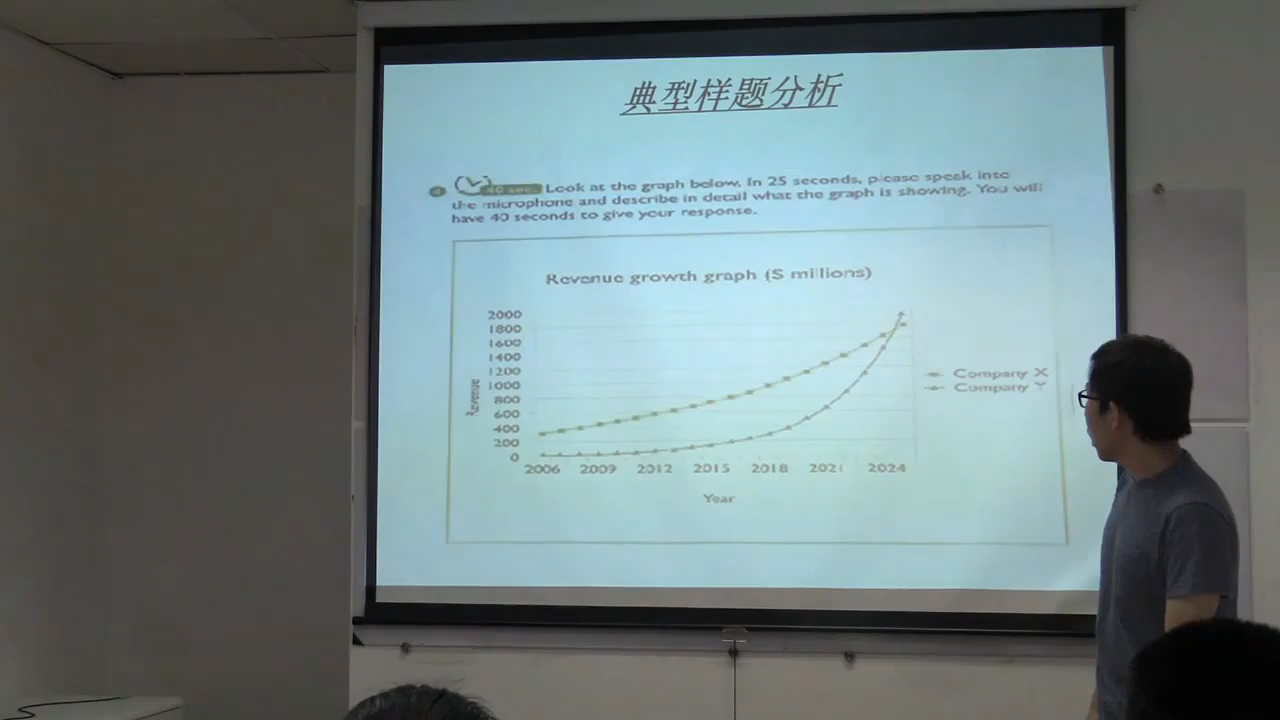 典型样题分析
40 sec. Look at the graph below. In 25 seconds, please speak into
the microphone and describe in detail what the graph is showing. You will
have 40 seconds to give your response.
Revenue growth graph ($ millions)
2000
1800
1600
1400
1200
1000
800
600
400
200
0
Revenue
2006 2009 2012 2015 2018 2021 2024
Year
Company X
Company Y